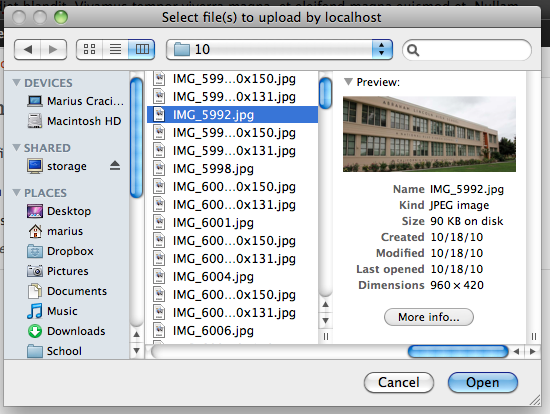 Select file(s) to upload by localhost
10
DEVICES
Marius Craci...
Macintosh HD
SHARED
storage
PLACES
Desktop
marius
Dropbox
Pictures
Documents
Music
Downloads
School
IMG_599...0x150.jpg
IMG_599...0x131.jpg
IMG_5992.jpg
IMG_599...0x150.jpg
IMG_599...0x131.jpg
IMG_5998.jpg
IMG_600...0x150.jpg
IMG_600...0x131.jpg
IMG_6001.jpg
IMG_600...0x150.jpg
IMG_600...0x131.jpg
IMG_6004.jpg
IMG_600...0x150.jpg
IMG_600...0x131.jpg
IMG_6006.jpg
Preview:
Name IMG_5992.jpg
Kind JPEG image
Size 90 KB on disk
Created 10/18/10
Modified 10/18/10
Last opened 10/18/10
Dimensions 960 × 420
More info...
Cancel
Open